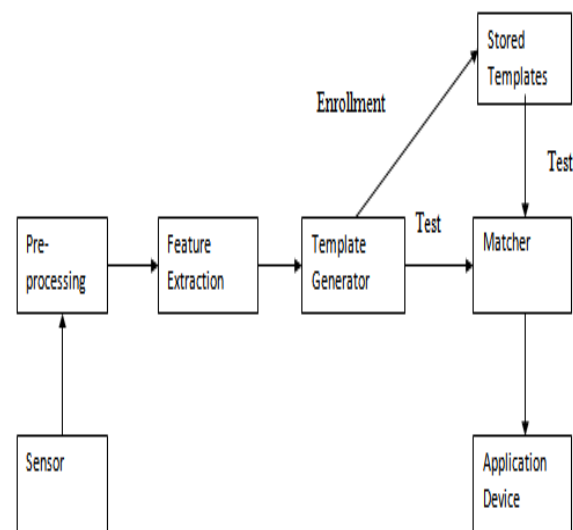 Stored
Templates
Enrollment
Test
Pre-
processing
Feature
Extraction
Template
Generator
Test
Matcher
Sensor
Application
Device